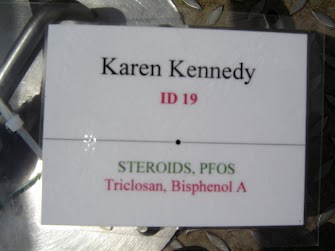 Karen Kennedy
ID 19
STEROIDS, PFOS
Triclosan, Bisphenol A